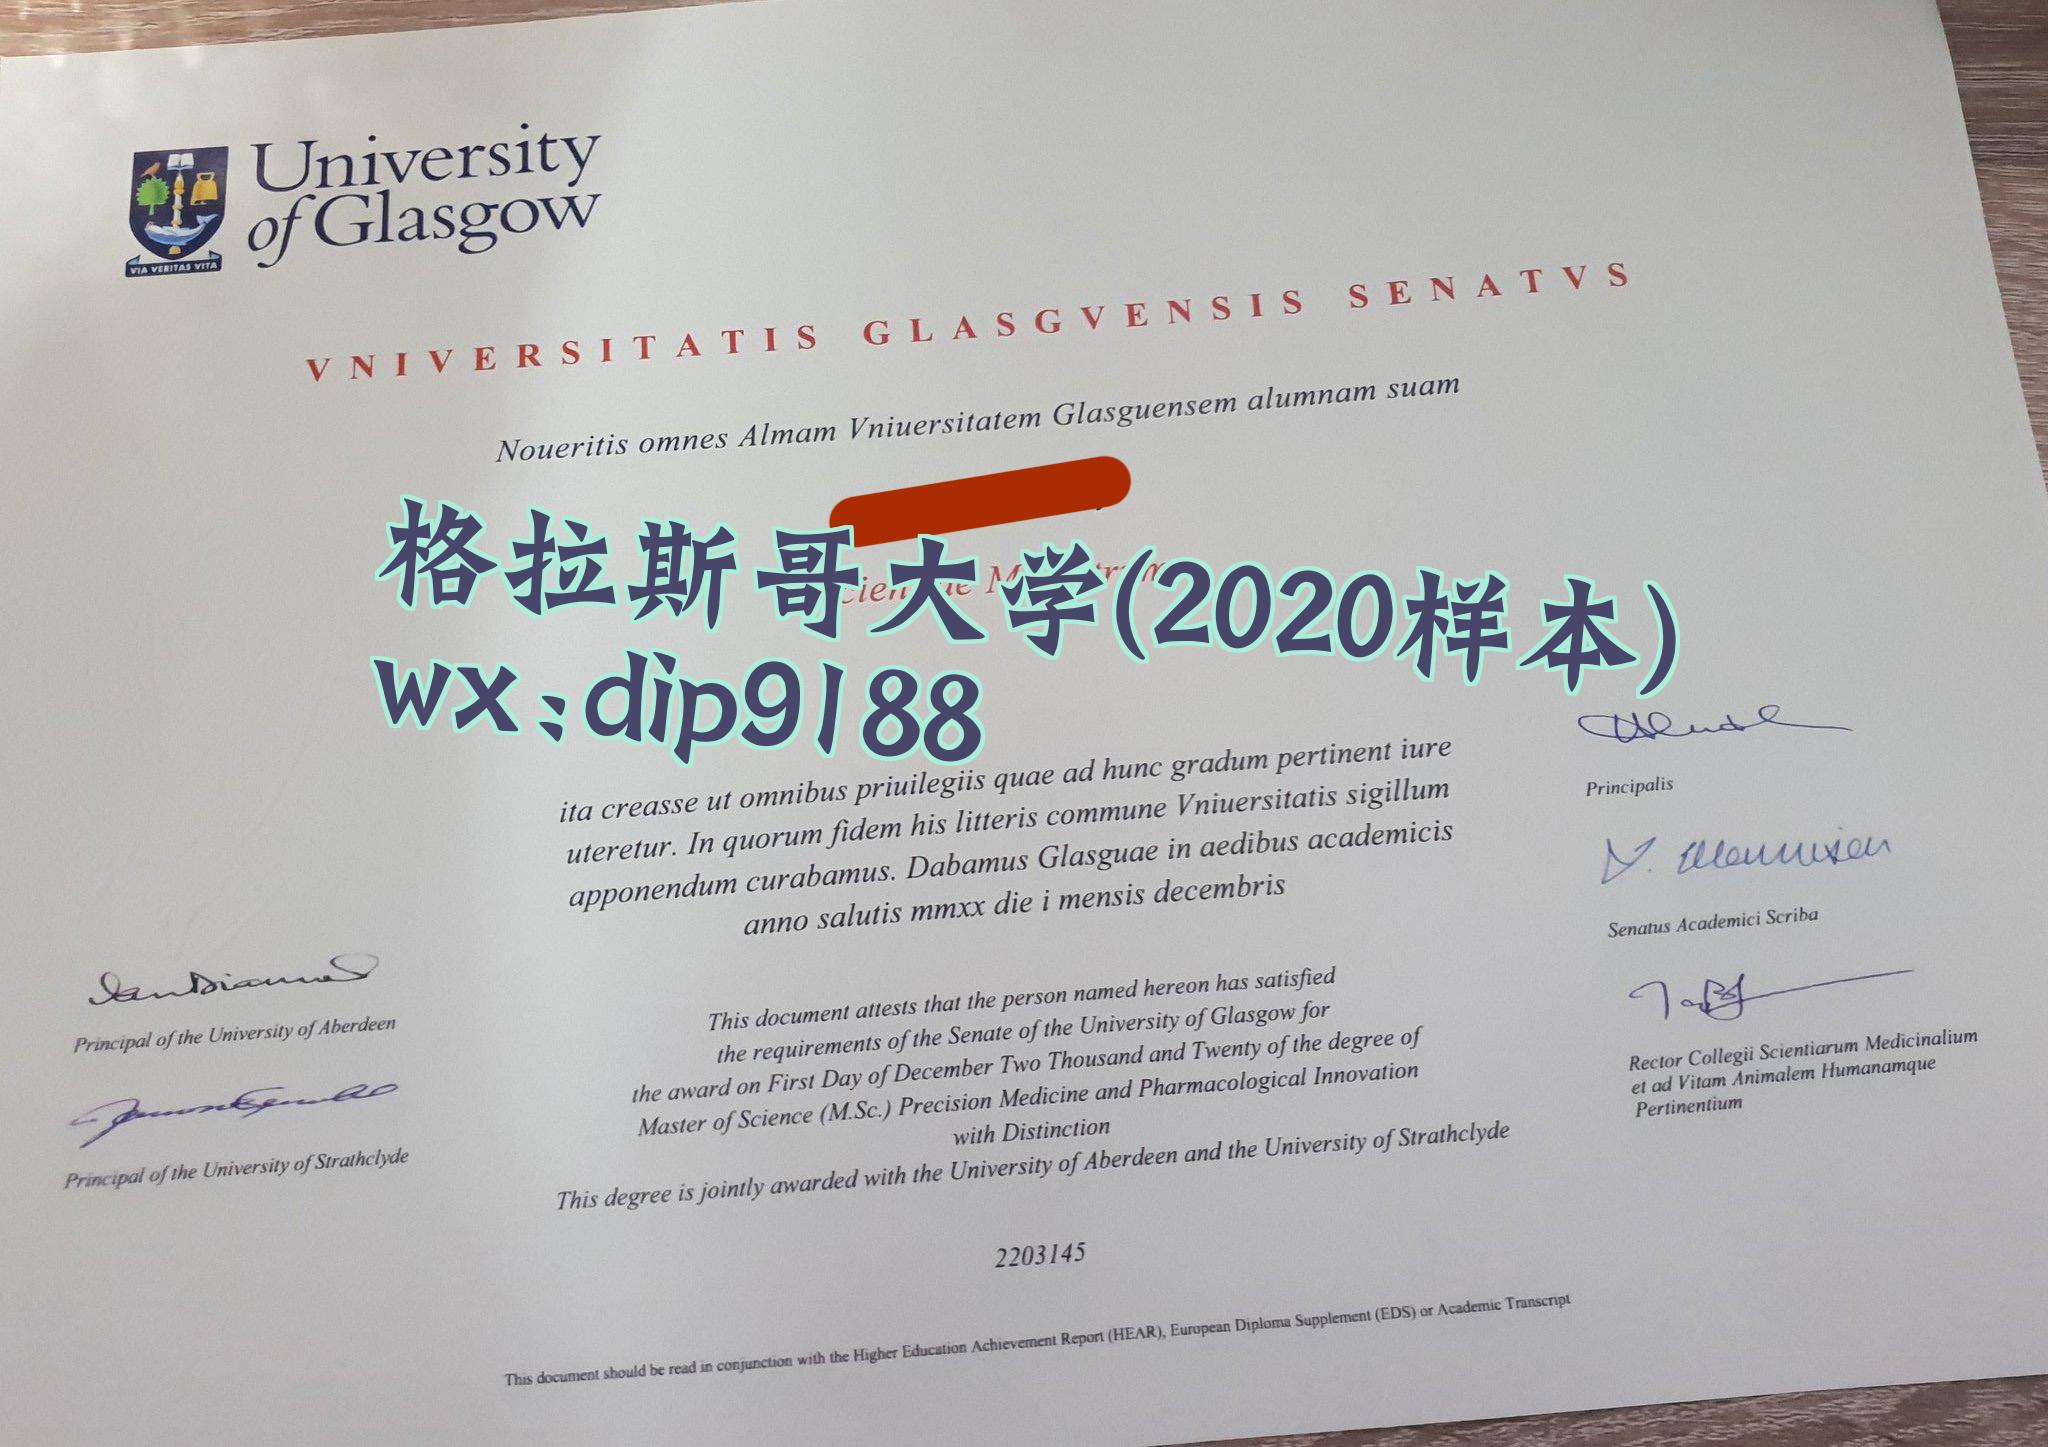 University
of Glasgow
VIA VERITAS VITA
VNIVERSITATIS GLASGVENSIS SENATVS
Noueritis omnes Almam Vniuersitatem Glasguensem alumnam suam
格拉斯哥大学(2020样本)
wx:dip9188
ita creasse ut omnibus priuilegiis quae ad hunc gradum pertinent iure
uteretur. In quorum fidem his litteris commune Vniuersitatis sigillum
apponendum curabamus. Dabamus Glasguae in aedibus academicis
anno salutis mmxx die i mensis decembris
Principalis
Senatus Academici Scriba
Rector Collegii Scientiarum Medicinalium
et ad Vitam Animalem Humanamque
Pertinentium
Principal of the University of Aberdeen
Principal of the University of Strathclyde
This document attests that the person named hereon has satisfied
the requirements of the Senate of the University of Glasgow for
the award on First Day of December Two Thousand and Twenty of the degree of
Master of Science (M.Sc.) Precision Medicine and Pharmacological Innovation
with Distinction
This degree is jointly awarded with the University of Aberdeen and the University of Strathclyde
2203145
This document should be read in conjunction with the Higher Education Achievement Report (HEAR), European Diploma Supplement (EDS) or Academic Transcript